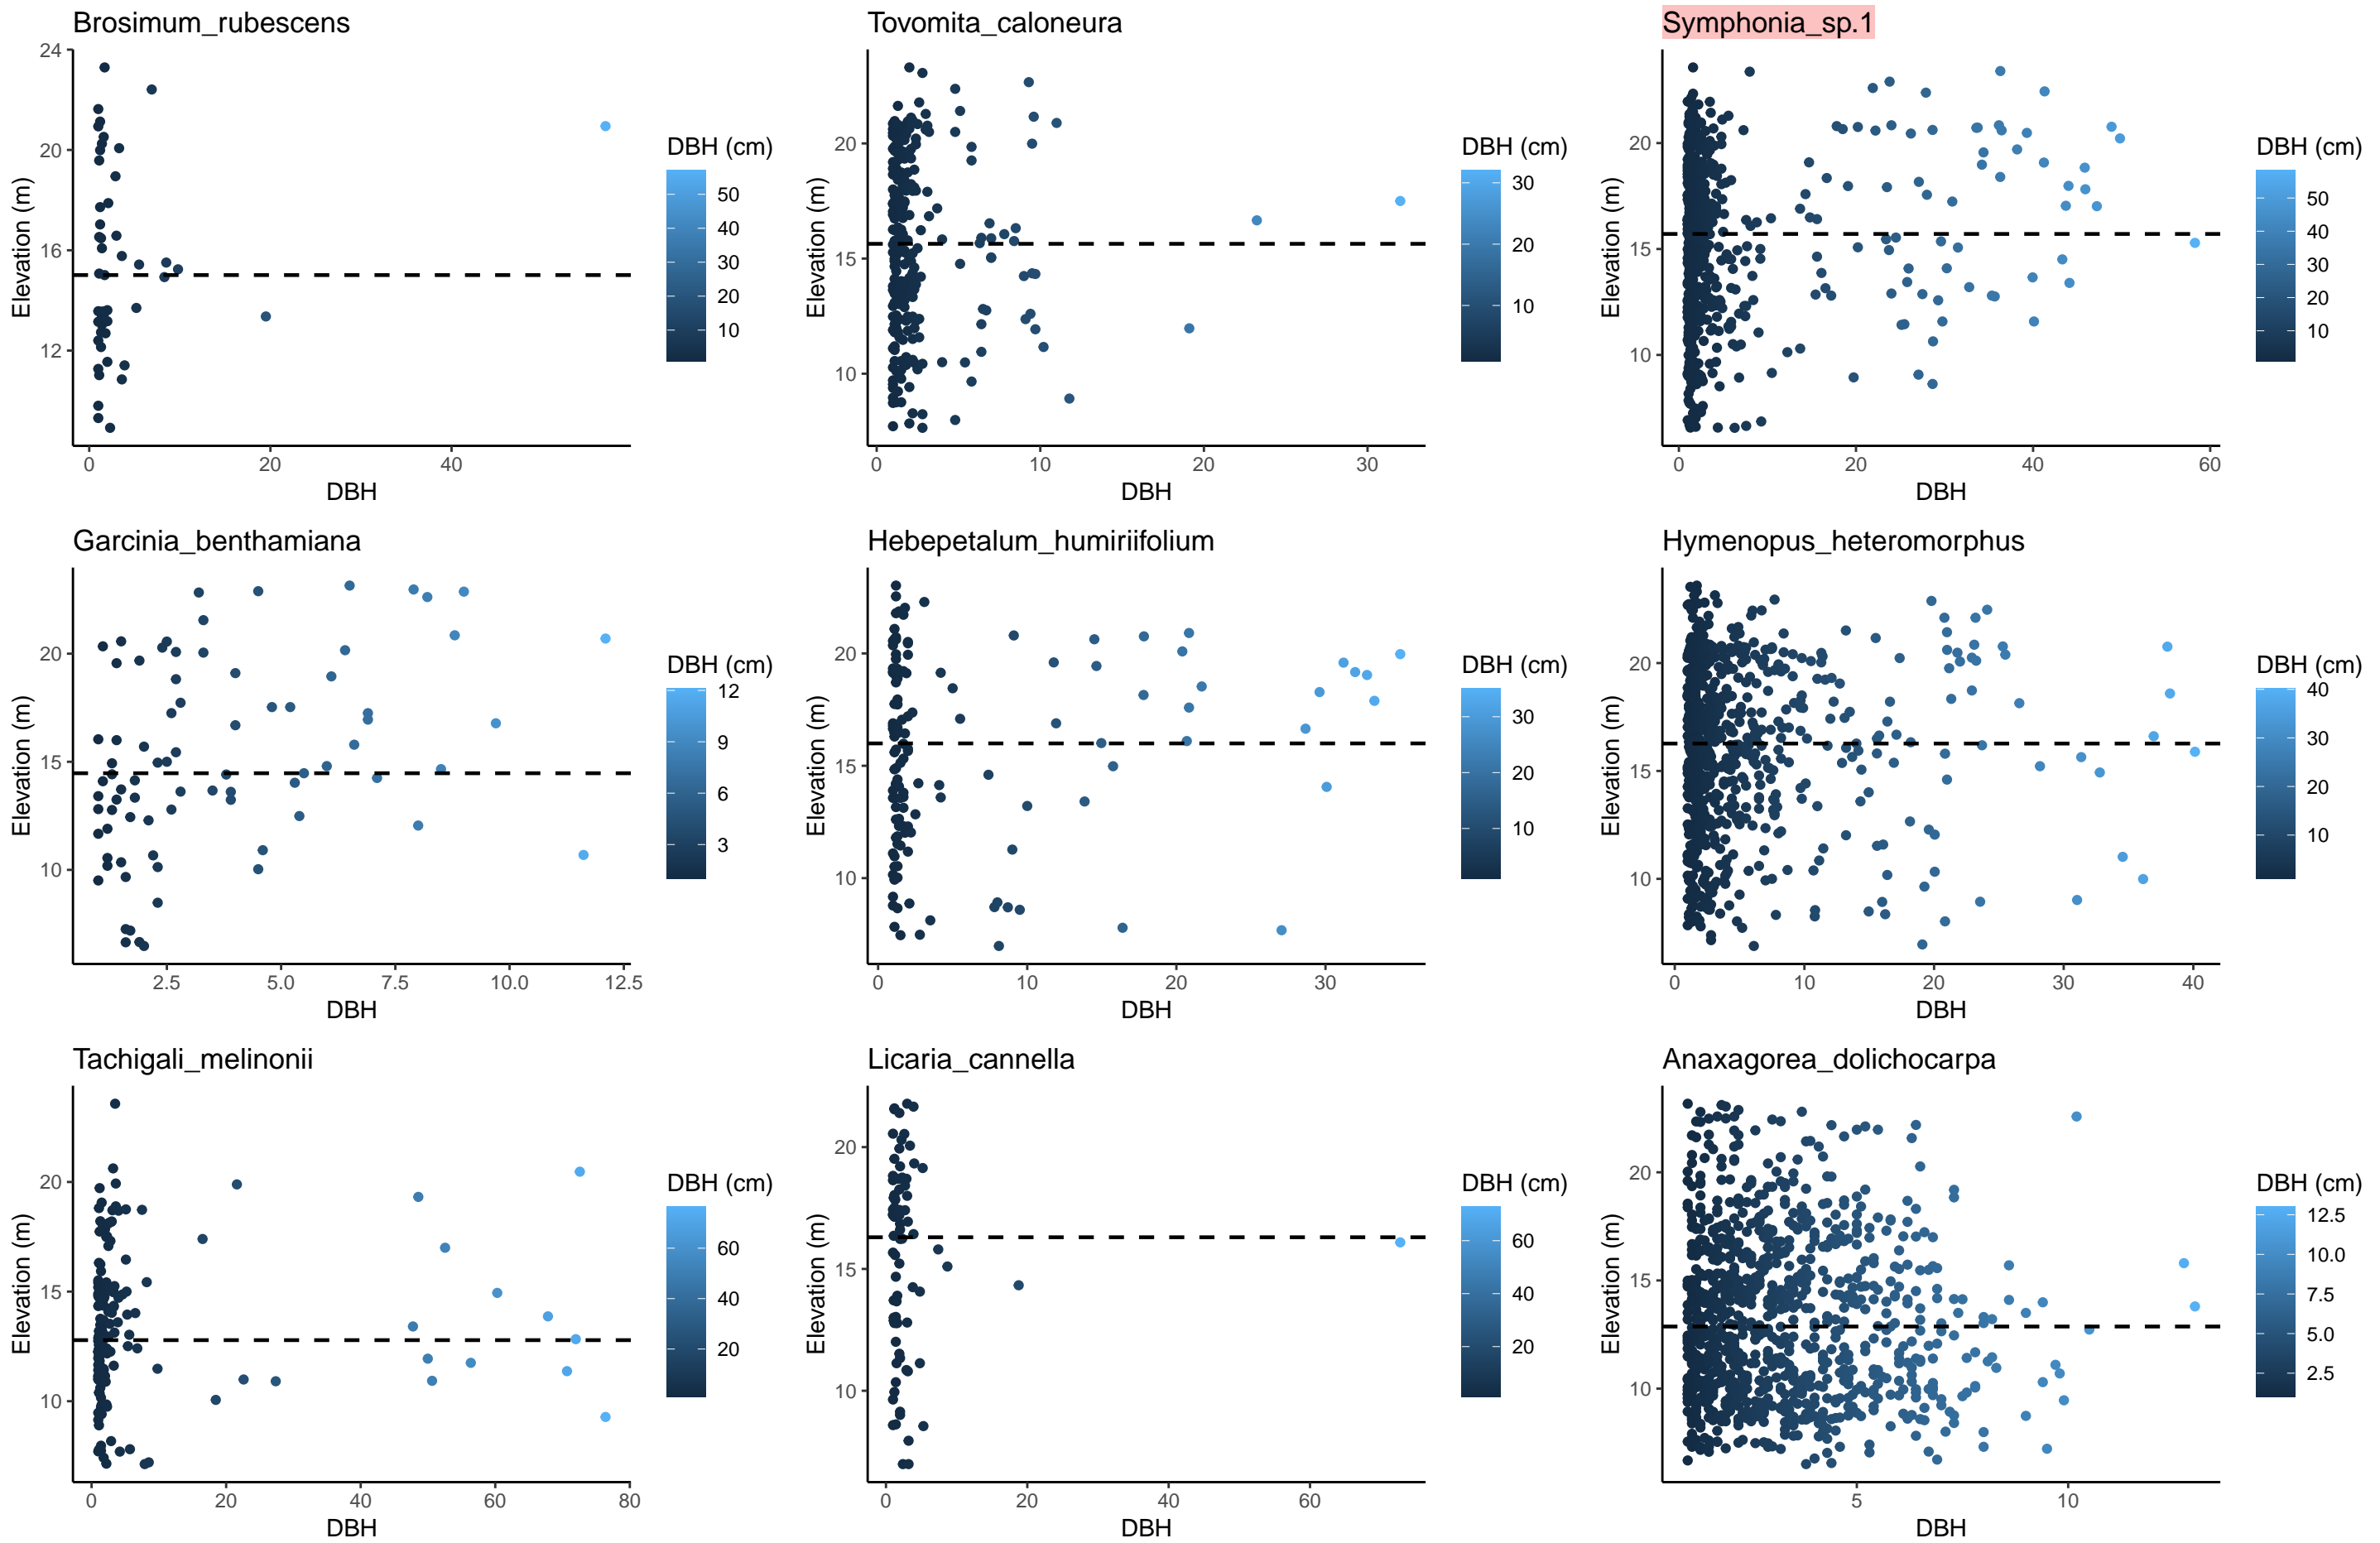 Brosimum_rubescens
24
20
16
12
Elevation (m)
0 20 40
DBH
DBH (cm)
50
40
30
20
10
Tovomita_caloneura
20
15
10
Elevation (m)
0 10 20 30
DBH
DBH (cm)
30
20
10
Symphonia_sp.1
20
15
10
Elevation (m)
0 20 40 60
DBH
DBH (cm)
50
40
30
20
10
Garcinia_benthamiana
20
15
10
Elevation (m)
2.5 5.0 7.5 10.0 12.5
DBH
DBH (cm)
12
9
6
3
Hebepetalum_humiriifolium
20
15
10
Elevation (m)
0 10 20 30
DBH
DBH (cm)
30
20
10
Hymenopus_heteromorphus
20
15
10
Elevation (m)
0 10 20 30 40
DBH
DBH (cm)
40
30
20
10
Tachigali_melinonii
20
15
10
Elevation (m)
0 20 40 60 80
DBH
DBH (cm)
60
40
20
Licaria_cannella
20
15
10
Elevation (m)
0 20 40 60
DBH
DBH (cm)
60
40
20
Anaxagorea_dolichocarpa
20
15
10
Elevation (m)
5 10
DBH
DBH (cm)
12.5
10.0
7.5
5.0
2.5